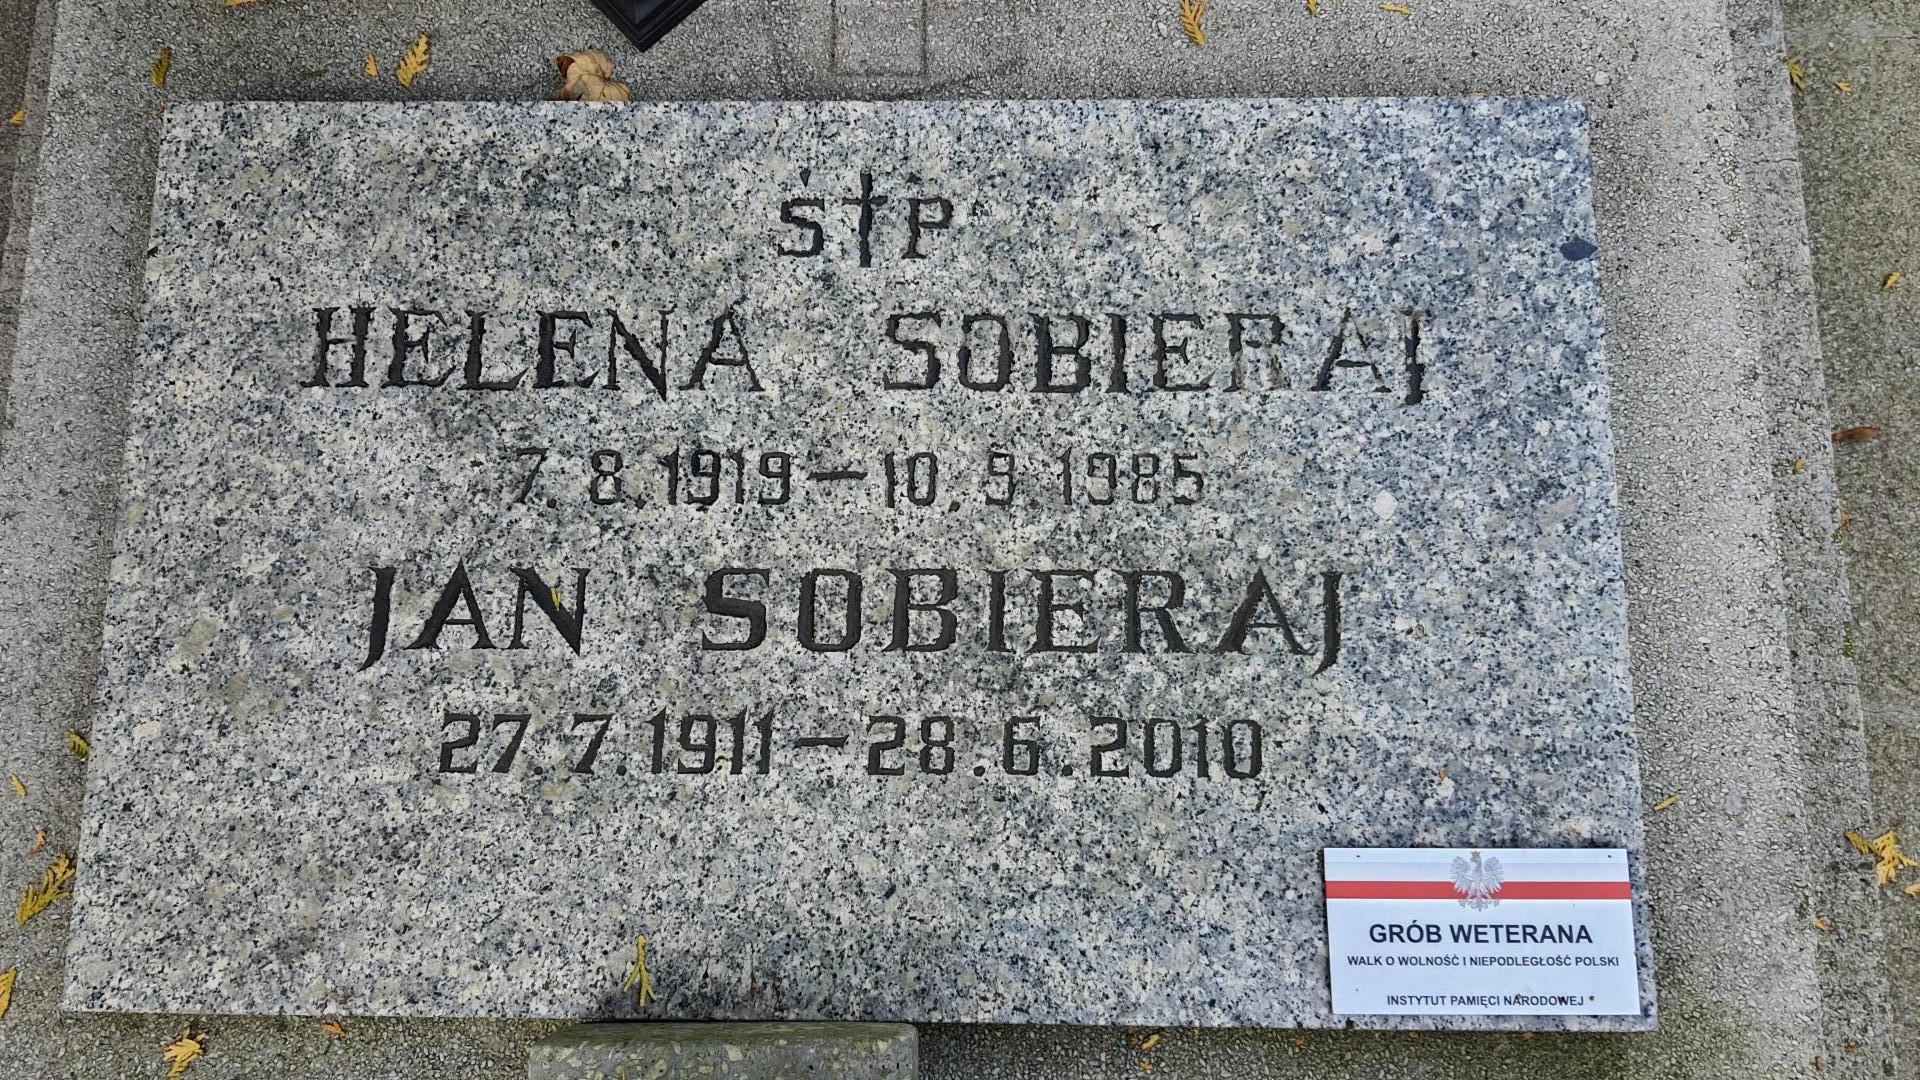 Ś†P
HELENA SOBIERAJ
7.8.1919 – 10.9.1985
JAN SOBIERAJ
27.7.1911 – 28.6.2010
GRÓB WETERANA
WALK O WOLNOŚĆ I NIEPODLEGŁOŚĆ POLSKI
INSTYTUT PAMIĘCI NARODOWEJ